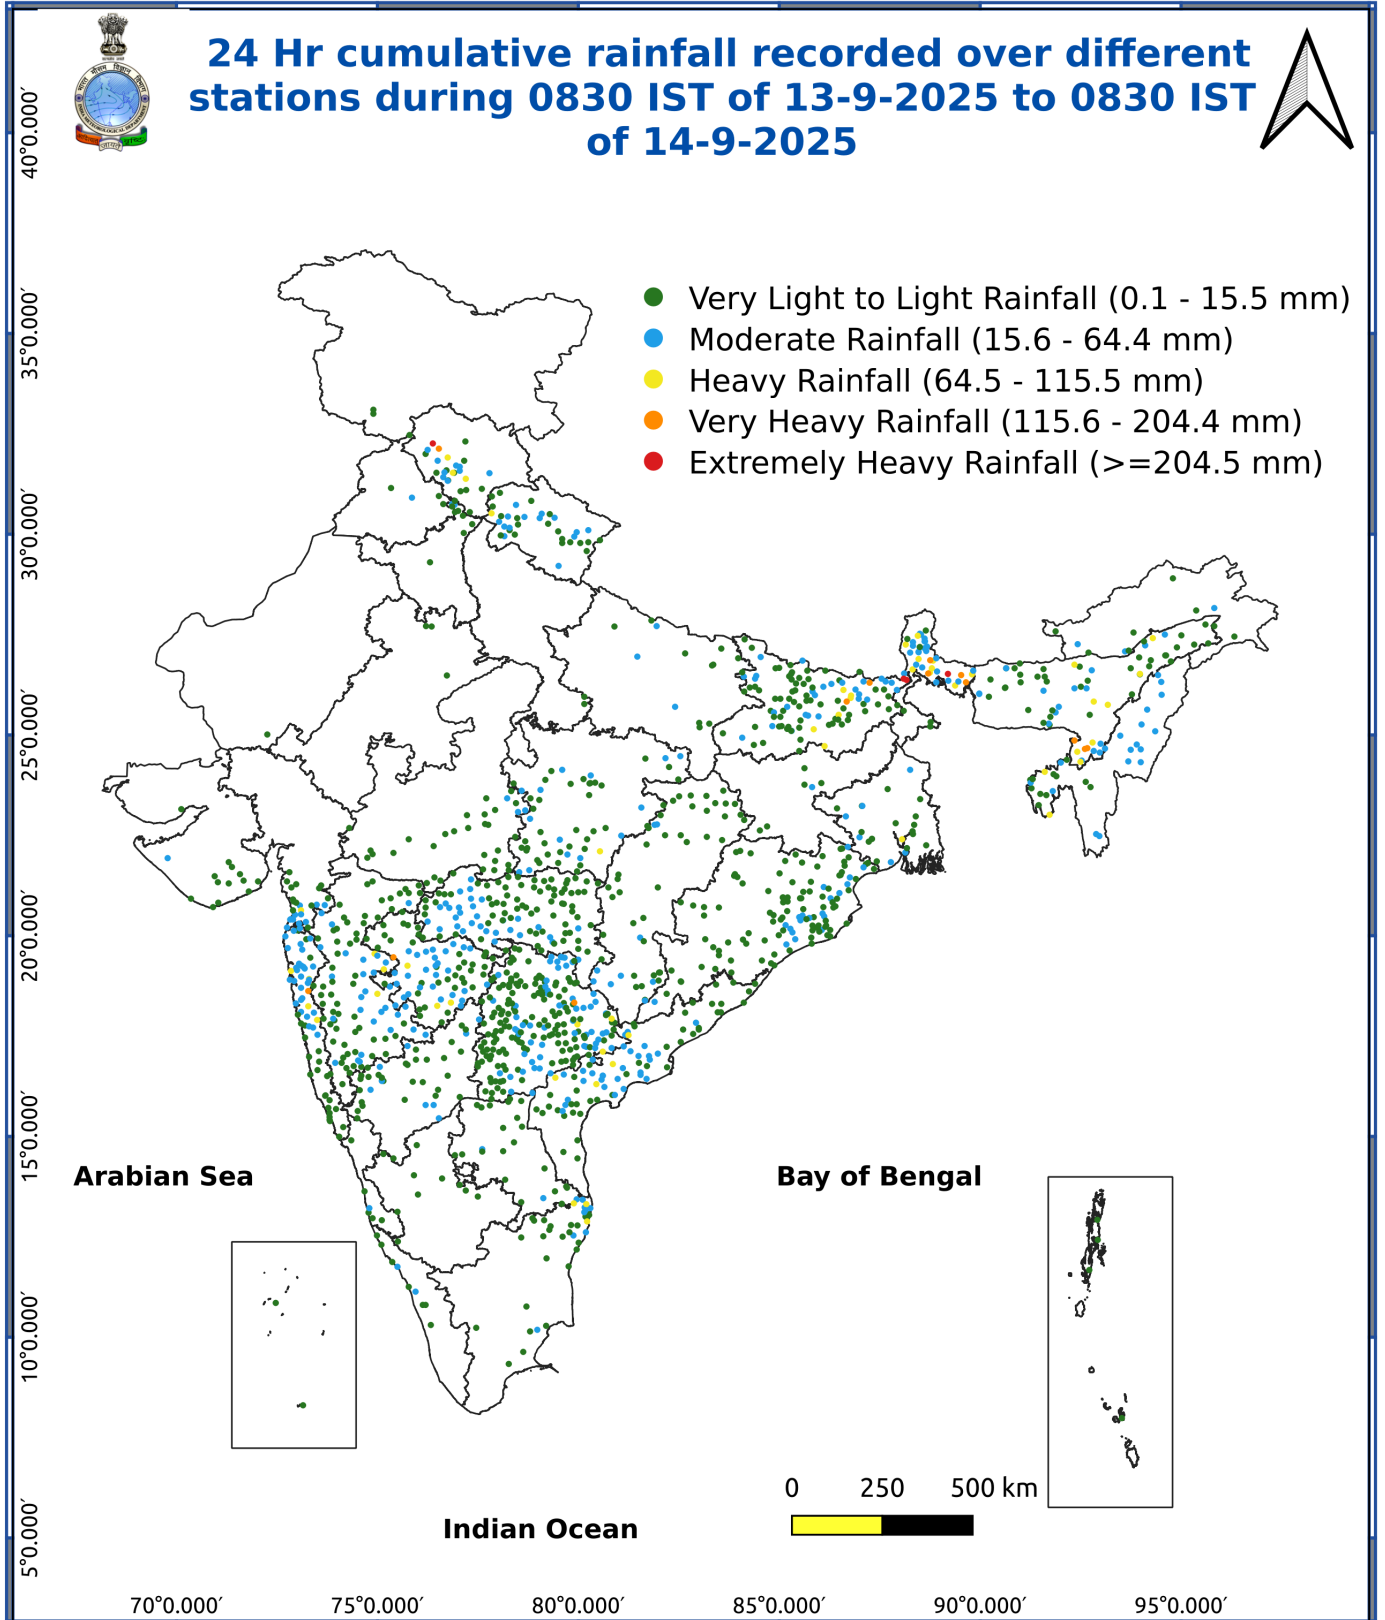 24 Hr cumulative rainfall recorded over different
stations during 0830 IST of 13-9-2025 to 0830 IST
of 14-9-2025
Very Light to Light Rainfall (0.1 - 15.5 mm)
Moderate Rainfall (15.6 - 64.4 mm)
Heavy Rainfall (64.5 - 115.5 mm)
Very Heavy Rainfall (115.6 - 204.4 mm)
Extremely Heavy Rainfall (>=204.5 mm)
40°0.000′
35°0.000′
30°0.000′
25°0.000′
20°0.000′
15°0.000′
10°0.000′
5°0.000′
Arabian Sea
Bay of Bengal
Indian Ocean
0 250 500 km
70°0.000′ 75°0.000′ 80°0.000′ 85°0.000′ 90°0.000′ 95°0.000′